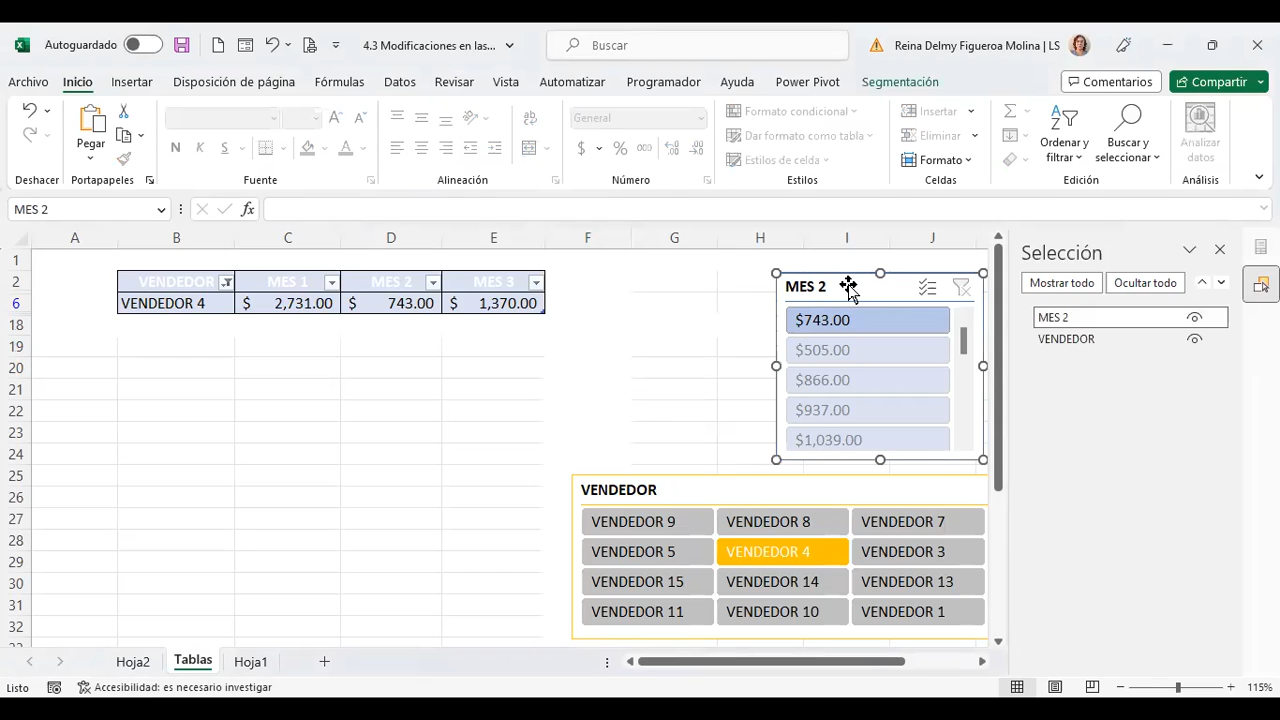 Autoguardado
4.3 Modificaciones en las...
Buscar
Reina Delmy Figueroa Molina | LS
Archivo Inicio Insertar Disposición de página Fórmulas Datos Revisar Vista Automatizar Programador Ayuda Power Pivot Segmentación
Comentarios Compartir
Pegar
General
Formato condicional
Dar formato como tabla
Estilos de celda
Insertar
Eliminar
Formato
Ordenar y filtrar
Buscar y seleccionar
Analizar datos
N K S
$ % 000
Deshacer Portapapeles Fuente Alineación Número Estilos Celdas Edición Análisis
MES 2
fx
A B C D E F G H I J
1
2 VENDEDOR MES 1 MES 2 MES 3
6 VENDEDOR 4 $ 2,731.00 $ 743.00 $ 1,370.00
18
19
20
21
22
23
24
25
26
27
28
29
30
31
32
MES 2
$743.00
$505.00
$866.00
$937.00
$1,039.00
VENDEDOR
VENDEDOR 9 VENDEDOR 8 VENDEDOR 7
VENDEDOR 5 VENDEDOR 4 VENDEDOR 3
VENDEDOR 15 VENDEDOR 14 VENDEDOR 13
VENDEDOR 11 VENDEDOR 10 VENDEDOR 1
Selección
Mostrar todo Ocultar todo
MES 2
VENDEDOR
Hoja2 Tablas Hoja1
Listo
Accesibilidad: es necesario investigar
115%